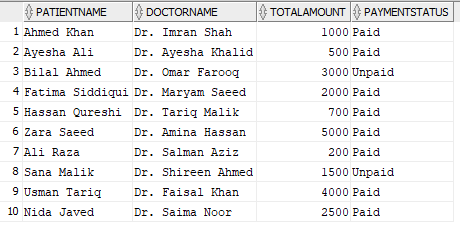 PATIENTNAME DOCTORNAME TOTALAMOUNT PAYMENTSTATUS
1 Ahmed Khan Dr. Imran Shah 1000 Paid
2 Ayesha Ali Dr. Ayesha Khalid 500 Paid
3 Bilal Ahmed Dr. Omar Farooq 3000 Unpaid
4 Fatima Siddiqui Dr. Maryam Saeed 2000 Paid
5 Hassan Qureshi Dr. Tariq Malik 700 Paid
6 Zara Saeed Dr. Amina Hassan 5000 Paid
7 Ali Raza Dr. Salman Aziz 200 Paid
8 Sana Malik Dr. Shireen Ahmed 1500 Unpaid
9 Usman Tariq Dr. Faisal Khan 4000 Paid
10 Nida Javed Dr. Saima Noor 2500 Paid